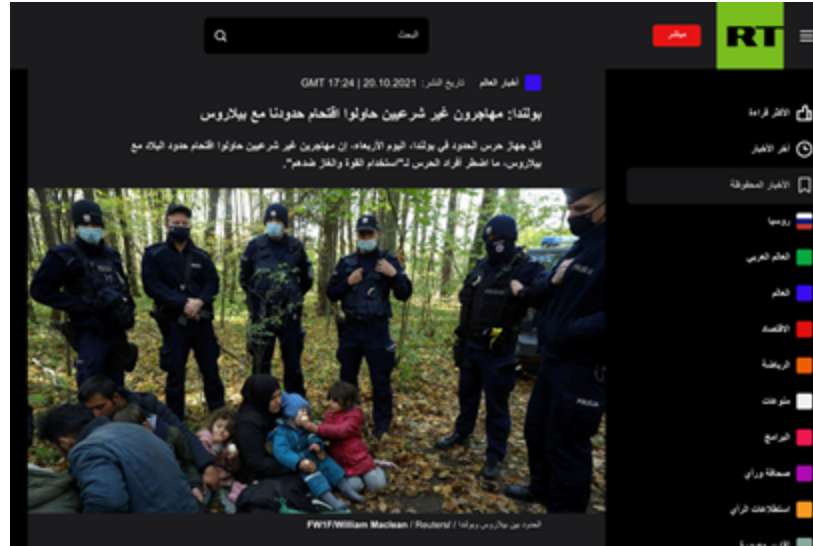 RT
مباشر
البحث
أخبار العالم
تاريخ النشر: 20.10.2021 | 17:24 GMT
بولندا: مهاجرون غير شرعيين حاولوا اقتحام حدودنا مع بيلاروس
قال جهاز حرس الحدود في بولندا، اليوم الأربعاء، إن مهاجرين غير شرعيين حاولوا اقتحام حدود البلاد مع
بيلاروس، ما اضطر أفراد الحرس لـ"استخدام القوة والغاز ضدهم".
POLICJA
الحدود بين بيلاروس وبولندا / FW1F/William Maclean / Reuters/
الأكثر قراءة
آخر الأخبار
الأخبار المحفوظة
روسيا
العالم العربي
العالم
الاقتصاد
الرياضة
متنوعات
البرامج
صحافة ورأي
استطلاعات الرأي